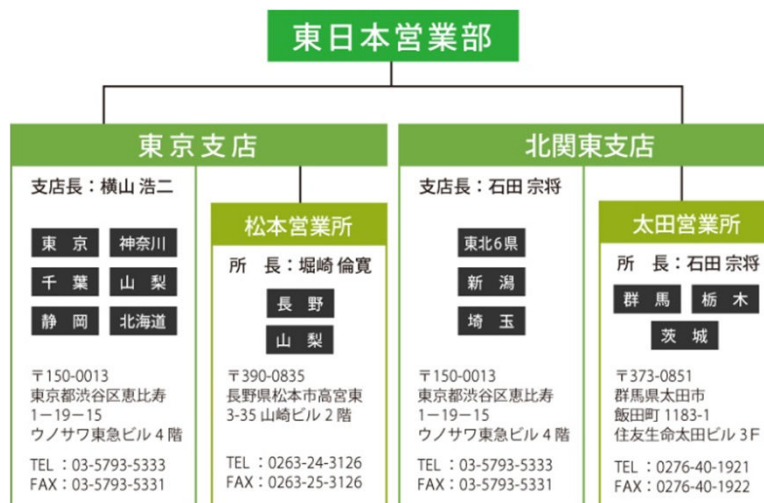 東日本営業部
東京支店
支店長：横山 浩二
東　京
神奈川
千　葉
山　梨
静　岡
北海道
〒150-0013
東京都渋谷区恵比寿
1－19－15
ウノサワ東急ビル 4 階
TEL ：03-5793-5333
FAX ：03-5793-5331
松本営業所
所　長：堀崎 倫寛
長　野
山　梨
〒390-0835
長野県松本市高宮東
3-35 山崎ビル 2 階
TEL ：0263-24-3126
FAX ：0263-25-3126
北関東支店
支店長：石田 宗将
東北6県
新　潟
埼　玉
〒150-0013
東京都渋谷区恵比寿
1－19－15
ウノサワ東急ビル 4 階
TEL ：03-5793-5333
FAX ：03-5793-5331
太田営業所
所　長：石田 宗将
群　馬
栃　木
茨　城
〒373-0851
群馬県太田市
飯田町 1183-1
住友生命太田ビル 3Ｆ
TEL ：0276-40-1921
FAX ：0276-40-1922